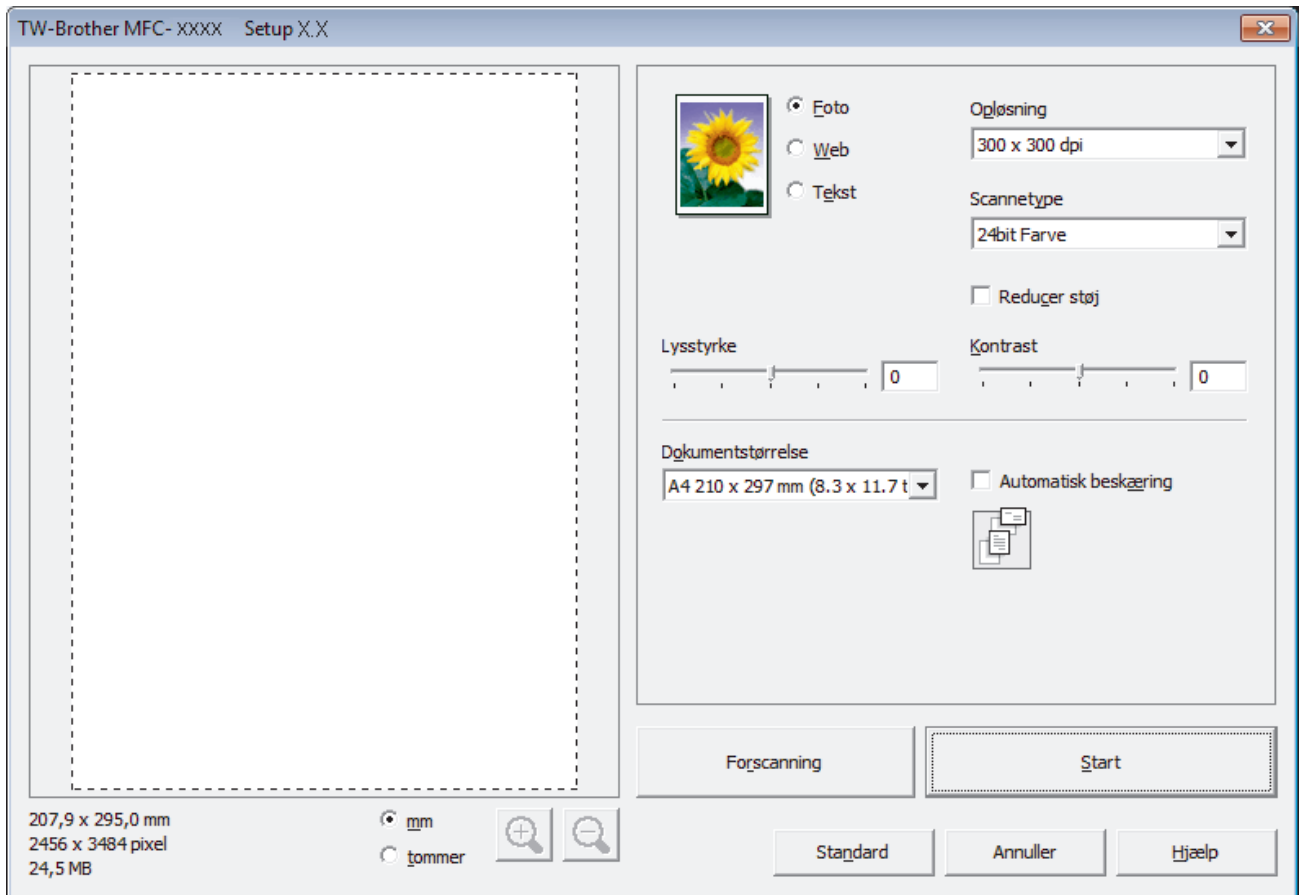 TW-Brother MFC- XXXX Setup X.X
Foto
Web
Tekst
Opløsning
300 x 300 dpi
Scannetype
24bit Farve
Reducer støj
Lysstyrke
0
Kontrast
0
Dokumentstørrelse
A4 210 x 297 mm (8.3 x 11.7 t
Automatisk beskæring
Forscanning
Start
207,9 x 295,0 mm
2456 x 3484 pixel
24,5 MB
mm
tommer
Standard
Annuller
Hjælp